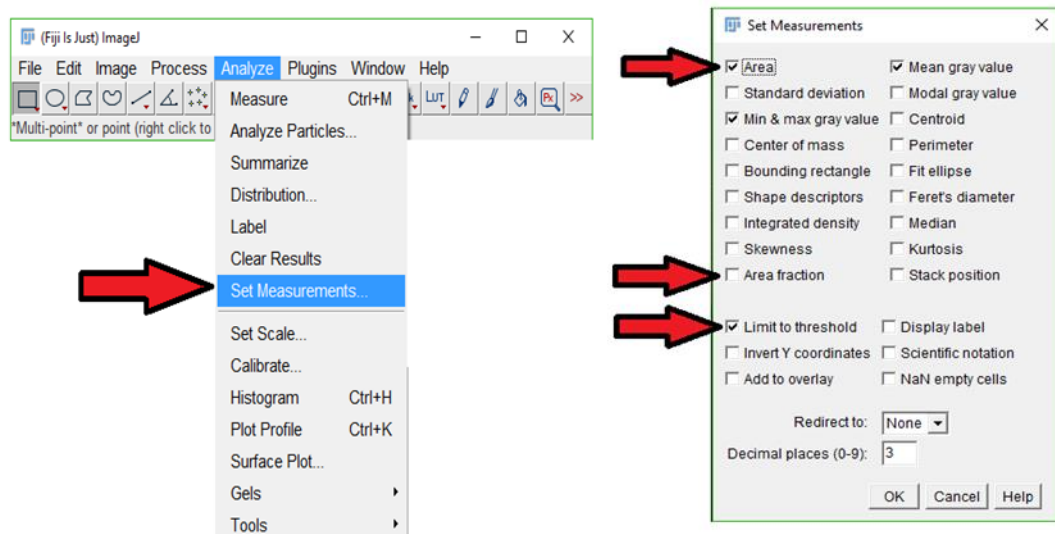 (Fiji Is Just) ImageJ
File Edit Image Process Analyze Plugins Window Help
LUT
>>
*Multi-point* or point (right click to
Measure Ctrl+M
Analyze Particles...
Summarize
Distribution...
Label
Clear Results
Set Measurements...
Set Scale...
Calibrate...
Histogram Ctrl+H
Plot Profile Ctrl+K
Surface Plot...
Gels
Tools
Set Measurements
Area Mean gray value
Standard deviation Modal gray value
Min & max gray value Centroid
Center of mass Perimeter
Bounding rectangle Fit ellipse
Shape descriptors Feret's diameter
Integrated density Median
Skewness Kurtosis
Area fraction Stack position
Limit to threshold Display label
Invert Y coordinates Scientific notation
Add to overlay NaN empty cells
Redirect to: None
Decimal places (0-9): 3
OK Cancel Help